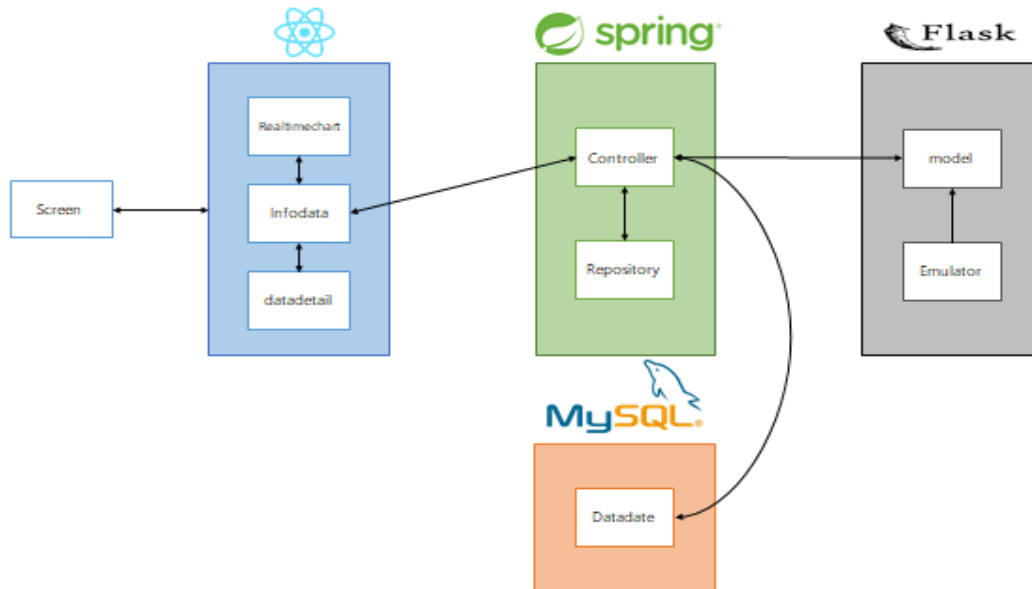 spring
Flask
Realtimechart
Controller
model
Screen
Infodata
Repository
Emulator
datadetail
MySQL
Datadate